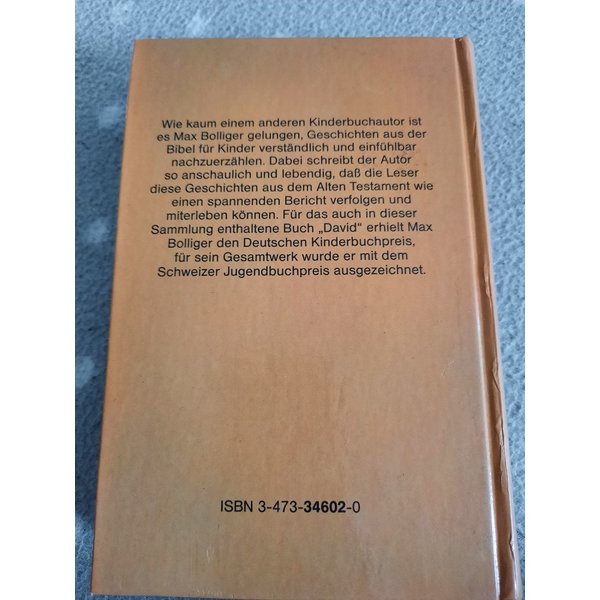 Wie kaum einem anderen Kinderbuchautor ist
es Max Bolliger gelungen, Geschichten aus der
Bibel für Kinder verständlich und einfühlbar
nachzuerzählen. Dabei schreibt der Autor
so anschaulich und lebendig, daß die Leser
diese Geschichten aus dem Alten Testament wie
einen spannenden Bericht verfolgen und
miterleben können. Für das auch in dieser
Sammlung enthaltene Buch „David“ erhielt Max
Bolliger den Deutschen Kinderbuchpreis,
für sein Gesamtwerk wurde er mit dem
Schweizer Jugendbuchpreis ausgezeichnet.
ISBN 3-473-34602-0